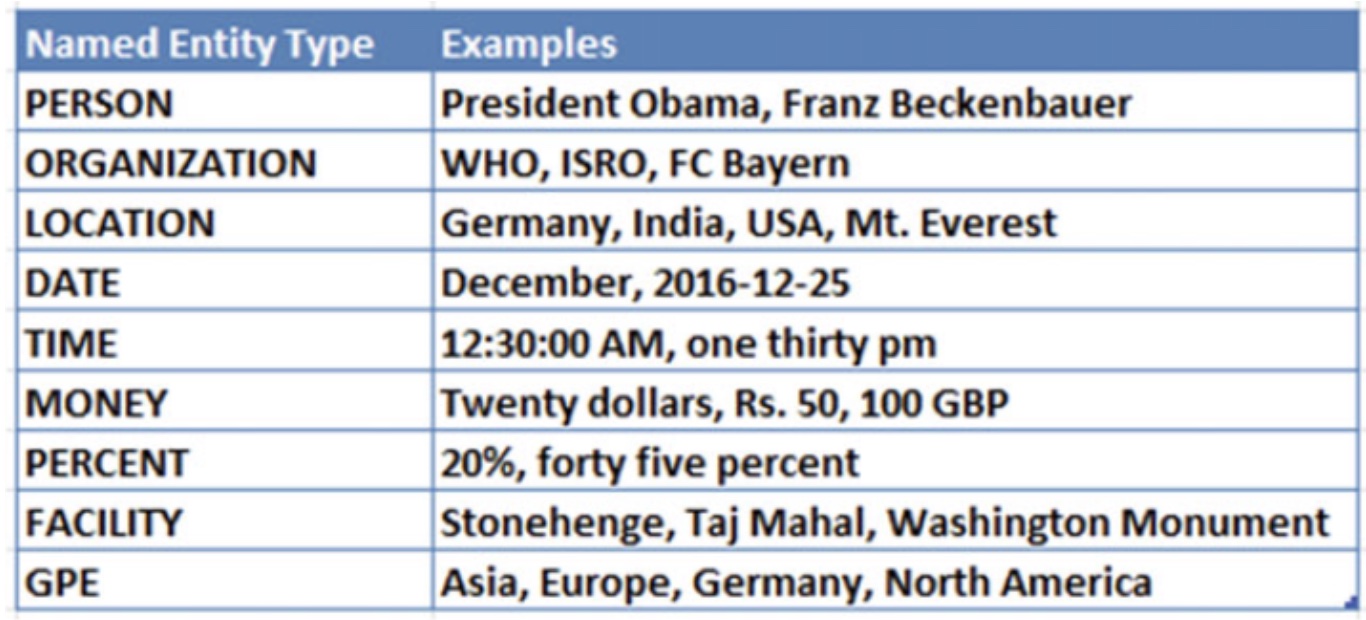 Named Entity Type Examples
PERSON President Obama, Franz Beckenbauer
ORGANIZATION WHO, ISRO, FC Bayern
LOCATION Germany, India, USA, Mt. Everest
DATE December, 2016-12-25
TIME 12:30:00 AM, one thirty pm
MONEY Twenty dollars, Rs. 50, 100 GBP
PERCENT 20%, forty five percent
FACILITY Stonehenge, Taj Mahal, Washington Monument
GPE Asia, Europe, Germany, North America